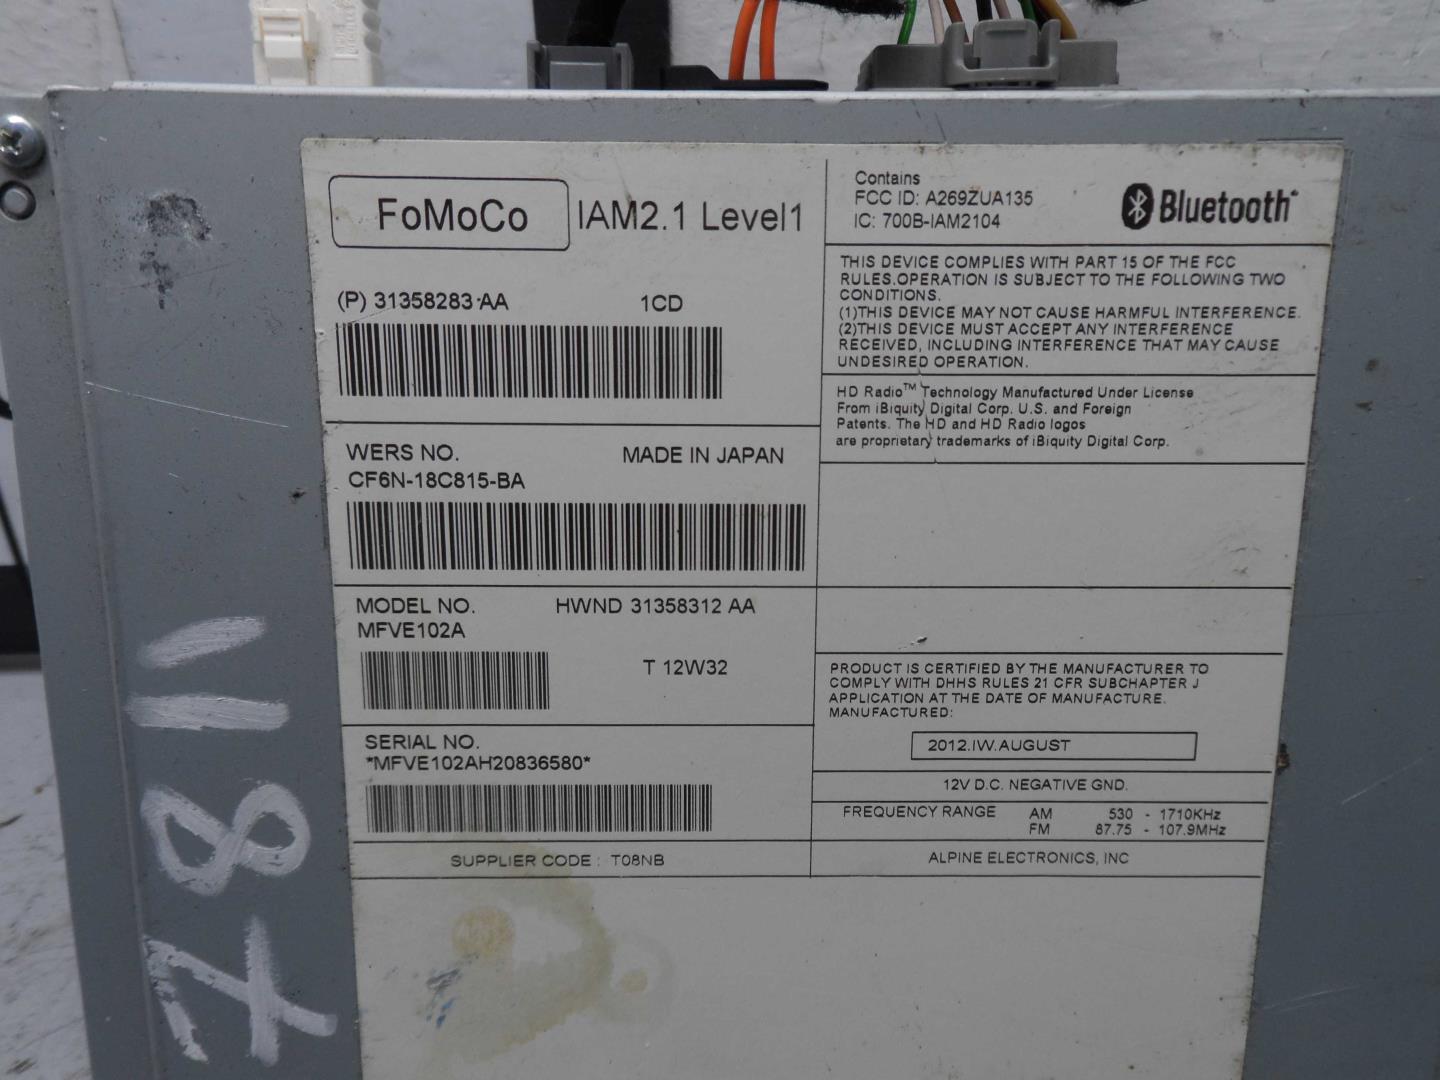 FoMoCo IAM2.1 Level1
(P) 31358283 AA 1CD
WERS NO. MADE IN JAPAN
CF6N-18C815-BA
MODEL NO. HWND 31358312 AA
MFVE102A
T 12W32
SERIAL NO.
*MFVE102AH20836580*
SUPPLIER CODE : T08NB
Contains
FCC ID: A269ZUA135
IC: 700B-IAM2104
Bluetooth
THIS DEVICE COMPLIES WITH PART 15 OF THE FCC
RULES.OPERATION IS SUBJECT TO THE FOLLOWING TWO
CONDITIONS.
(1)THIS DEVICE MAY NOT CAUSE HARMFUL INTERFERENCE.
(2)THIS DEVICE MUST ACCEPT ANY INTERFERENCE
RECEIVED, INCLUDING INTERFERENCE THAT MAY CAUSE
UNDESIRED OPERATION.
HD Radio™ Technology Manufactured Under License
From iBiquity Digital Corp. U.S. and Foreign
Patents. The HD and HD Radio logos
are proprietary trademarks of iBiquity Digital Corp.
PRODUCT IS CERTIFIED BY THE MANUFACTURER TO
COMPLY WITH DHHS RULES 21 CFR SUBCHAPTER J
APPLICATION AT THE DATE OF MANUFACTURE.
MANUFACTURED:
2012.IW.AUGUST
12V D.C. NEGATIVE GND.
FREQUENCY RANGE AM 530 - 1710KHz
FM 87.75 - 107.9MHz
ALPINE ELECTRONICS, INC
7811